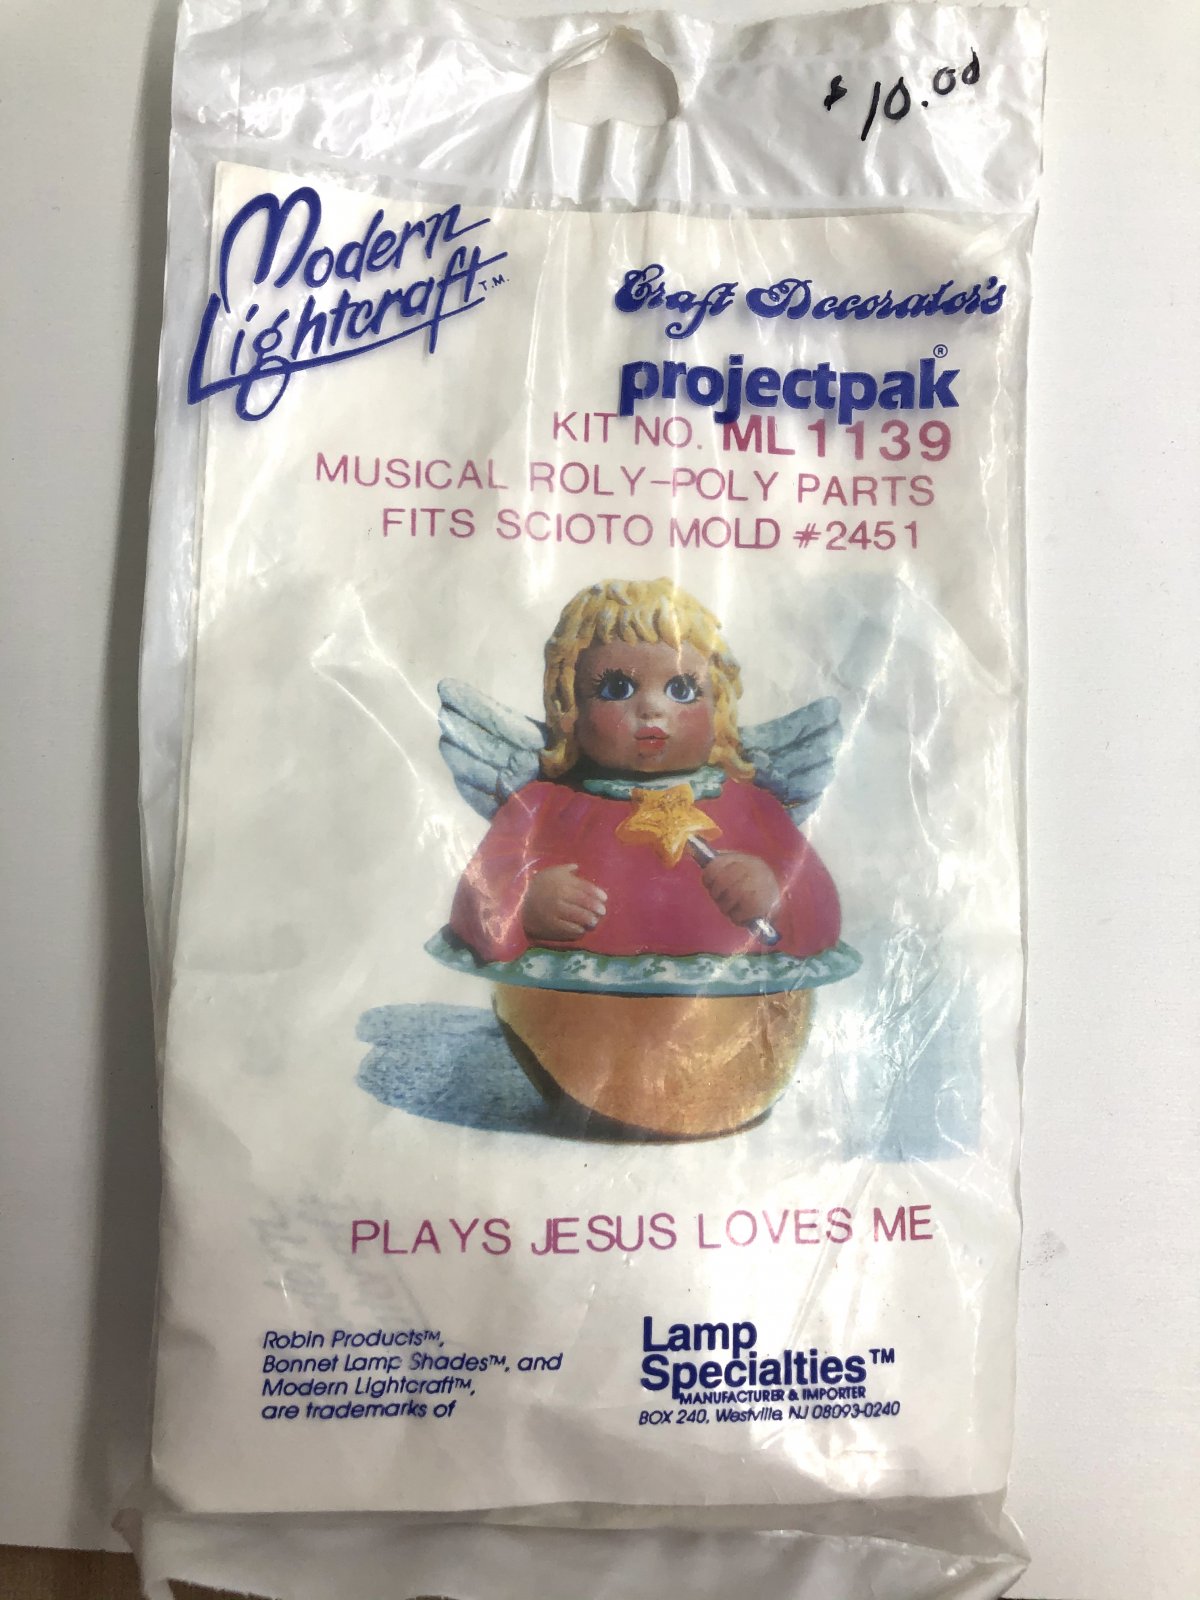 $10.00
Modern
Lightcraft T.M.
Craft Decorator's
projectpak®
KIT NO. ML1139
MUSICAL ROLY-POLY PARTS
FITS SCIOTO MOLD #2451
PLAYS JESUS LOVES ME
Robin Products™,
Bonnet Lamp Shades™, and
Modern Lightcraft™,
are trademarks of
Lamp
Specialties™
MANUFACTURER & IMPORTER
BOX 240, Westville NJ 08093-0240